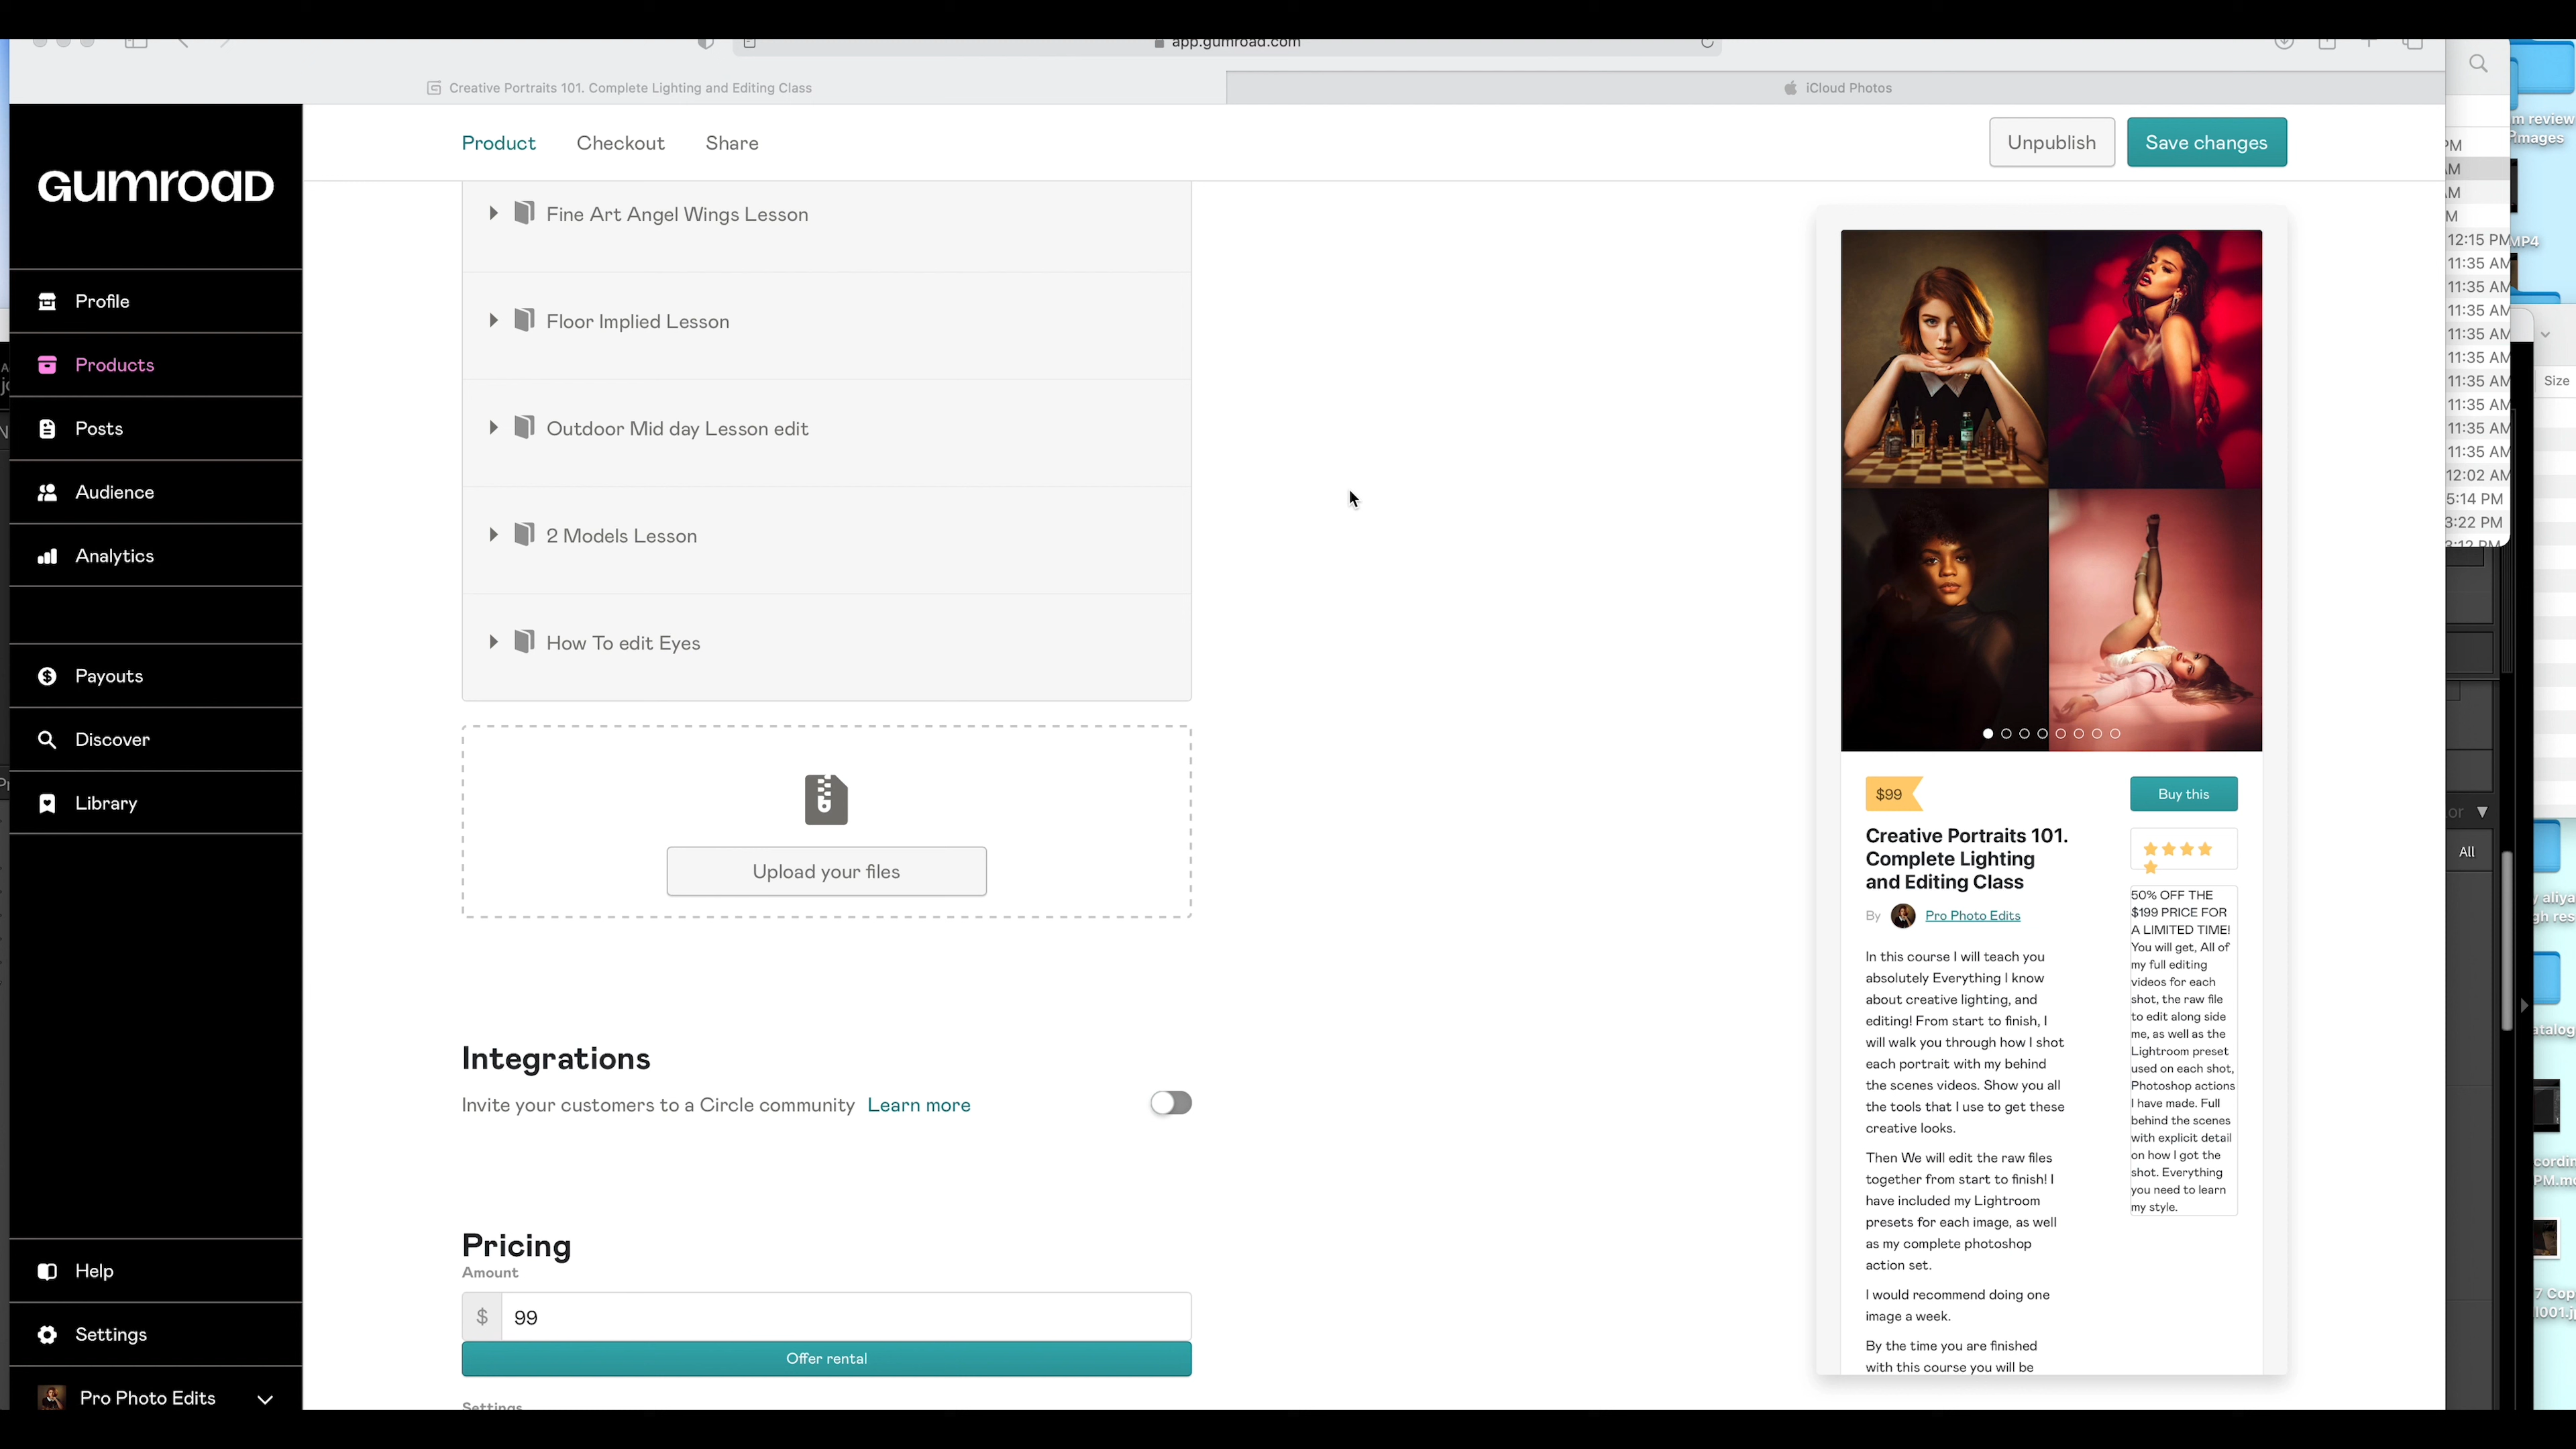 app.gumroad.com
Creative Portraits 101. Complete Lighting and Editing Class
iCloud Photos
GUMROAD
Profile
Products
Posts
Audience
Analytics
Payouts
Discover
Library
Help
Settings
Pro Photo Edits
Product
Checkout
Share
Unpublish
Save changes
Fine Art Angel Wings Lesson
Floor Implied Lesson
Outdoor Mid day Lesson edit
2 Models Lesson
How To edit Eyes
Upload your files
Integrations
Invite your customers to a Circle community Learn more
Pricing
Amount
$ 99
Offer rental
Settings
$99
Buy this
Creative Portraits 101.
Complete Lighting
and Editing Class
By Pro Photo Edits
In this course I will teach you
absolutely Everything I know
about creative lighting, and
editing! From start to finish, I
will walk you through how I shot
each portrait with my behind
the scenes videos. Show you all
the tools that I use to get these
creative looks.
Then We will edit the raw files
together from start to finish! I
have included my Lightroom
presets for each image, as well
as my complete photoshop
action set.
I would recommend doing one
image a week.
By the time you are finished
with this course you will be
50% OFF THE
$199 PRICE FOR
A LIMITED TIME!
You will get, All of
my full editing
videos for each
shot, the raw file
to edit along side
me, as well as the
Lightroom preset
used on each shot,
Photoshop actions
I have made. Full
behind the scenes
with explicit detail
on how I got the
shot. Everything
you need to learn
my style.
12:15 PM
11:35 AM
11:35 AM
11:35 AM
11:35 AM
11:35 AM
11:35 AM
11:35 AM
11:35 AM
11:35 AM
12:02 AM
5:14 PM
3:22 PM
3:12 PM
review
Size
All